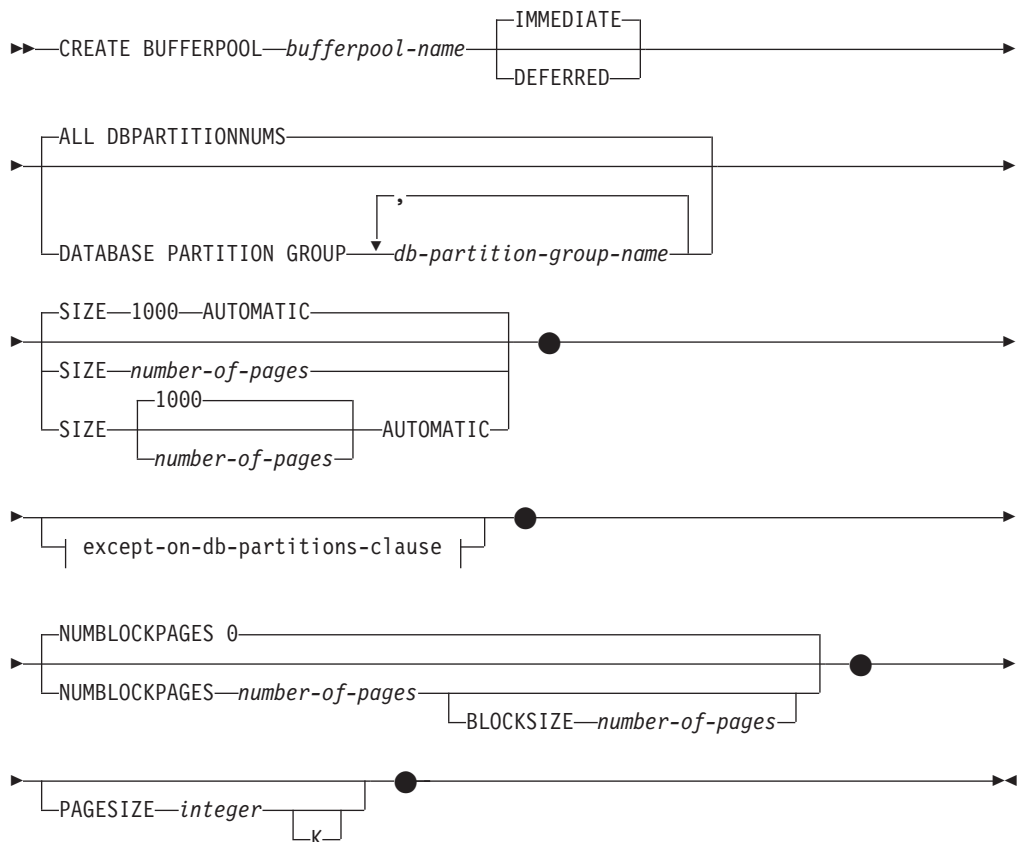 IMMEDIATE
CREATE BUFFERPOOL bufferpool-name
DEFERRED
ALL DBPARTITIONNUMS
,
DATABASE PARTITION GROUP db-partition-group-name
SIZE 1000 AUTOMATIC
SIZE number-of-pages
1000
SIZE AUTOMATIC
number-of-pages
except-on-db-partitions-clause
NUMBLOCKPAGES 0
NUMBLOCKPAGES number-of-pages
BLOCKSIZE number-of-pages
PAGESIZE integer
K